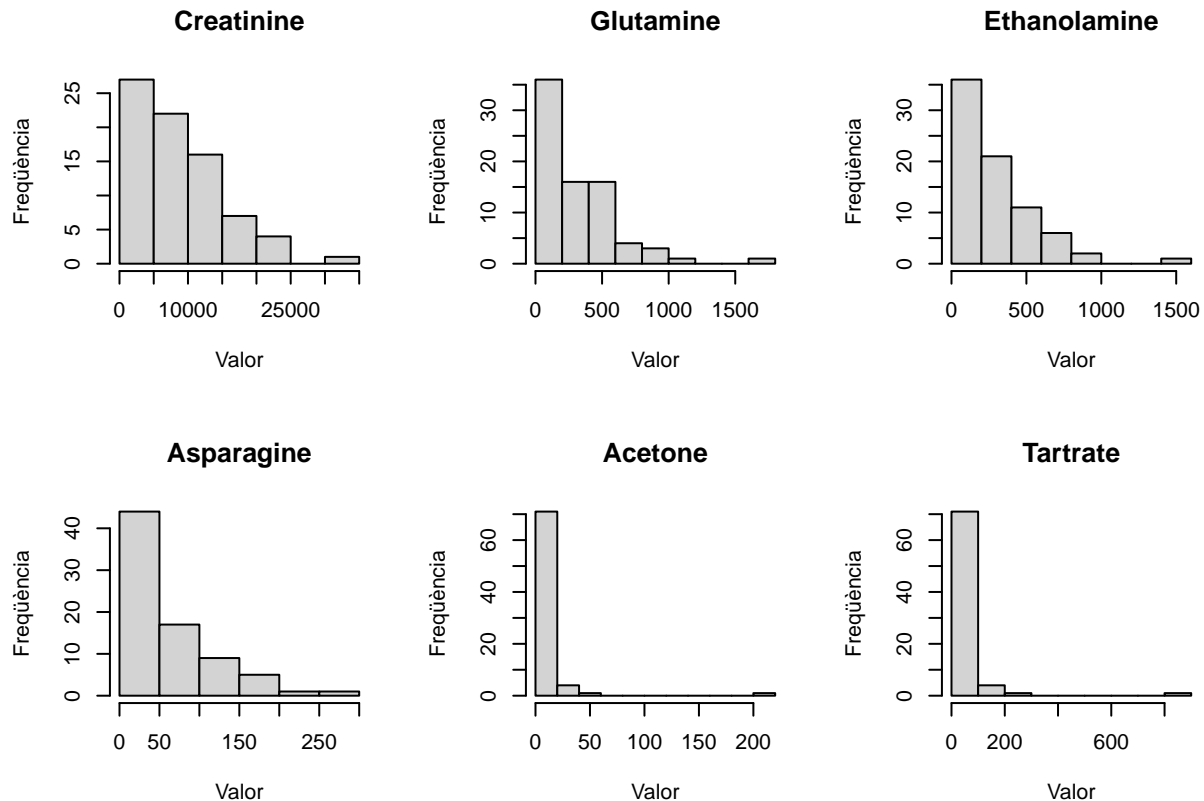 Creatinine
Freqüència
0 5 15 25
0 10000 25000
Valor
Glutamine
Freqüència
0 10 20 30
0 500 1000 1500
Valor
Ethanolamine
Freqüència
0 10 20 30
0 500 1000 1500
Valor
Asparagine
Freqüència
0 10 20 30 40
0 50 150 250
Valor
Acetone
Freqüència
0 20 40 60
0 50 100 150 200
Valor
Tartrate
Freqüència
0 20 40 60
0 200 600
Valor